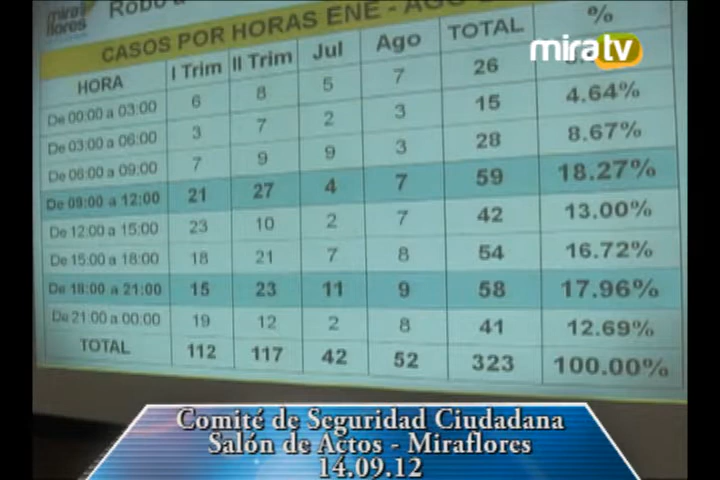 mira
flores
Robo a
CASOS POR HORAS ENE - AGO
miratv
HORA I Trim II Trim Jul Ago TOTAL %
De 00:00 a 03:00 6 8 5 7 26
De 03:00 a 06:00 3 7 2 3 15 4.64%
De 06:00 a 09:00 7 9 9 3 28 8.67%
De 09:00 a 12:00 21 27 4 7 59 18.27%
De 12:00 a 15:00 23 10 2 7 42 13.00%
De 15:00 a 18:00 18 21 7 8 54 16.72%
De 18:00 a 21:00 15 23 11 9 58 17.96%
De 21:00 a 00:00 19 12 2 8 41 12.69%
TOTAL 112 117 42 52 323 100.00%
Comité de Seguridad Ciudadana
Salón de Actos - Miraflores
14.09.12